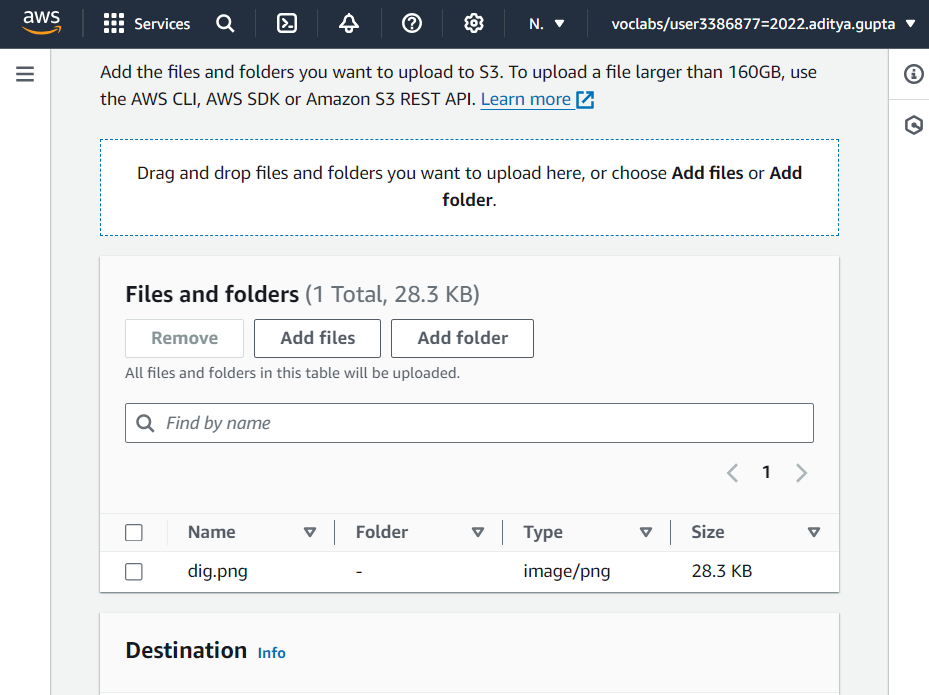 aws Services N. voclabs/user3386877=2022.aditya.gupta
Add the files and folders you want to upload to S3. To upload a file larger than 160GB, use
the AWS CLI, AWS SDK or Amazon S3 REST API. Learn more
Drag and drop files and folders you want to upload here, or choose Add files or Add
folder.
Files and folders (1 Total, 28.3 KB)
Remove Add files Add folder
All files and folders in this table will be uploaded.
Find by name
1
Name Folder Type Size
dig.png - image/png 28.3 KB
Destination Info